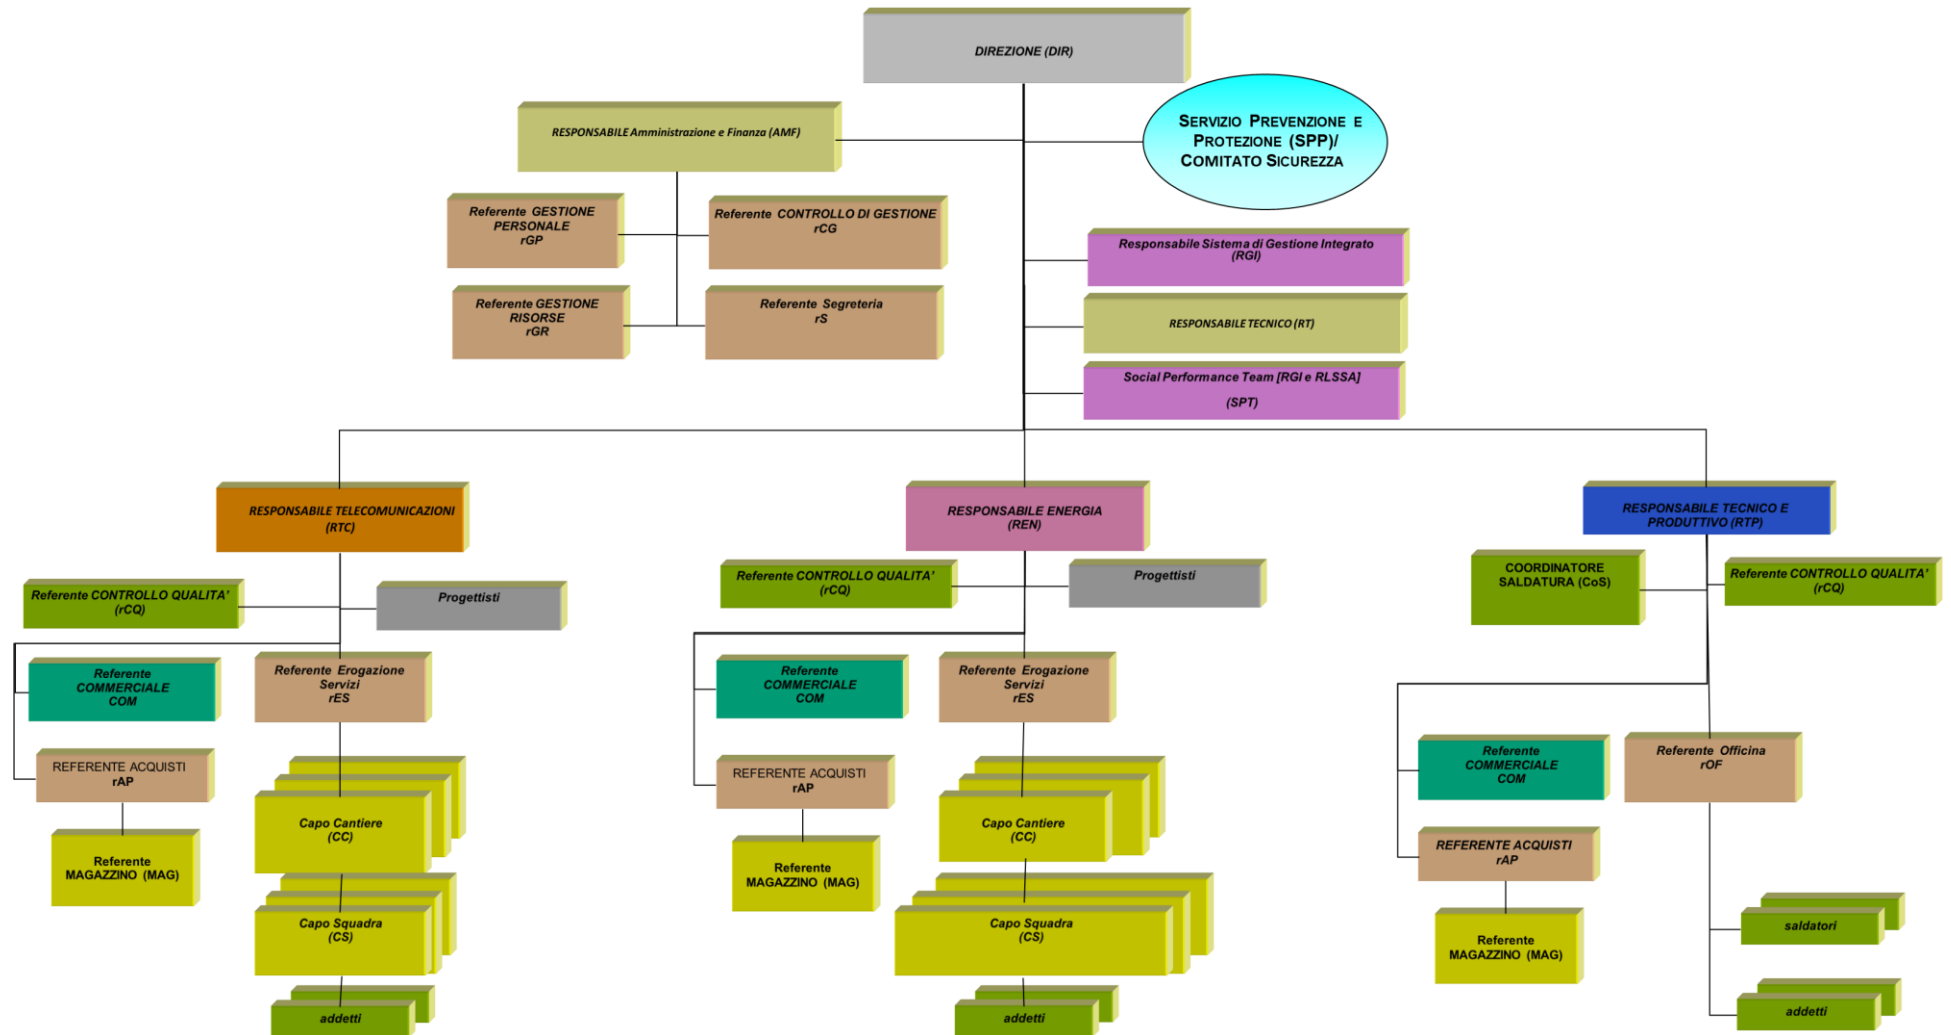 DIREZIONE (DIR)
RESPONSABILE Amministrazione e Finanza (AMF)
SERVIZIO PREVENZIONE E
PROTEZIONE (SPP)/
COMITATO SICUREZZA
Referente GESTIONE
PERSONALE
rGP
Referente CONTROLLO DI GESTIONE
rCG
Referente GESTIONE
RISORSE
rGR
Referente Segreteria
rS
Responsabile Sistema di Gestione Integrato
(RGI)
RESPONSABILE TECNICO (RT)
Social Performance Team [RGI e RLSSA]
(SPT)
RESPONSABILE TELECOMUNICAZIONI
(RTC)
Referente CONTROLLO QUALITA'
(rCQ)
Progettisti
Referente
COMMERCIALE
COM
Referente Erogazione
Servizi
rES
REFERENTE ACQUISTI
rAP
Referente
MAGAZZINO (MAG)
Capo Cantiere
(CC)
Capo Squadra
(CS)
addetti
RESPONSABILE ENERGIA
(REN)
Referente CONTROLLO QUALITA'
(rCQ)
Progettisti
Referente
COMMERCIALE
COM
Referente Erogazione
Servizi
rES
REFERENTE ACQUISTI
rAP
Referente
MAGAZZINO (MAG)
Capo Cantiere
(CC)
Capo Squadra
(CS)
addetti
RESPONSABILE TECNICO E
PRODUTTIVO (RTP)
COORDINATORE
SALDATURA (CoS)
Referente CONTROLLO QUALITA'
(rCQ)
Referente
COMMERCIALE
COM
Referente Officina
rOF
REFERENTE ACQUISTI
rAP
Referente
MAGAZZINO (MAG)
saldatori
addetti